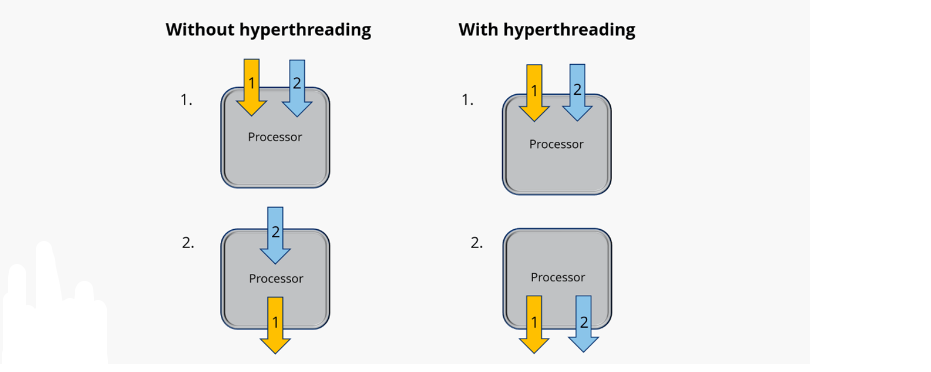 Without hyperthreading
With hyperthreading
1.
1
2
Processor
1.
1
2
Processor
2.
2
Processor
1
2.
Processor
1
2